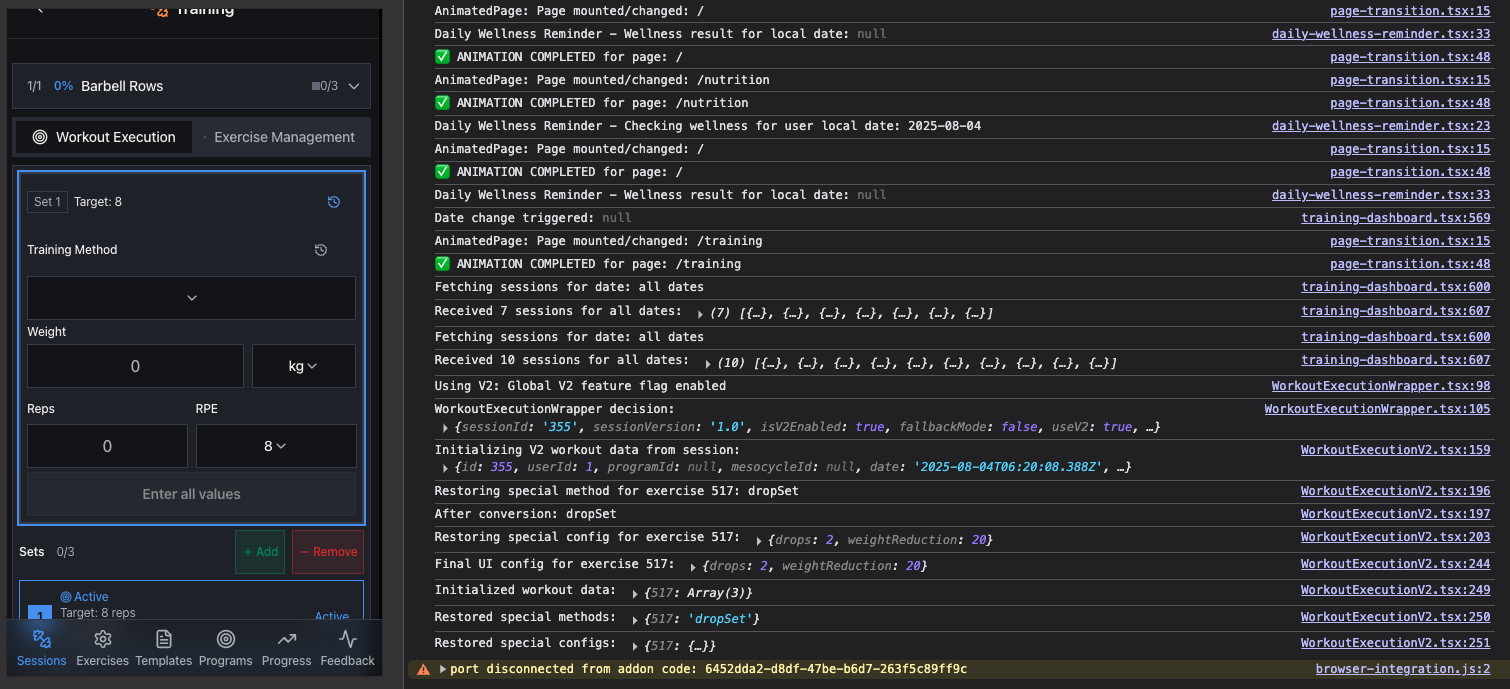 Training
1/1 0% Barbell Rows 0/3
Workout Execution
Exercise Management
Set 1 Target: 8
Training Method
Weight
0 kg
Reps RPE
0 8
Enter all values
Sets 0/3 + Add − Remove
1 Active
Target: 8 reps
Active
Sessions Exercises Templates Programs Progress Feedback
AnimatedPage: Page mounted/changed: / page-transition.tsx:15
Daily Wellness Reminder – Wellness result for local date: null daily-wellness-reminder.tsx:33
✅ ANIMATION COMPLETED for page: / page-transition.tsx:48
AnimatedPage: Page mounted/changed: /nutrition page-transition.tsx:15
✅ ANIMATION COMPLETED for page: /nutrition page-transition.tsx:48
Daily Wellness Reminder – Checking wellness for user local date: 2025-08-04 daily-wellness-reminder.tsx:23
AnimatedPage: Page mounted/changed: / page-transition.tsx:15
✅ ANIMATION COMPLETED for page: / page-transition.tsx:48
Daily Wellness Reminder – Wellness result for local date: null daily-wellness-reminder.tsx:33
Date change triggered: null training-dashboard.tsx:569
AnimatedPage: Page mounted/changed: /training page-transition.tsx:15
✅ ANIMATION COMPLETED for page: /training page-transition.tsx:48
Fetching sessions for date: all dates training-dashboard.tsx:600
Received 7 sessions for all dates: ▶ (7) [{…}, {…}, {…}, {…}, {…}, {…}, {…}] training-dashboard.tsx:607
Fetching sessions for date: all dates training-dashboard.tsx:600
Received 10 sessions for all dates: ▶ (10) [{…}, {…}, {…}, {…}, {…}, {…}, {…}, {…}, {…}, {…}] training-dashboard.tsx:607
Using V2: Global V2 feature flag enabled WorkoutExecutionWrapper.tsx:98
WorkoutExecutionWrapper decision: WorkoutExecutionWrapper.tsx:105
▶ {sessionId: '355', sessionVersion: '1.0', isV2Enabled: true, fallbackMode: false, useV2: true, …}
Initializing V2 workout data from session: WorkoutExecutionV2.tsx:159
▶ {id: 355, userId: 1, programId: null, mesocycleId: null, date: '2025-08-04T06:20:08.388Z', …}
Restoring special method for exercise 517: dropSet WorkoutExecutionV2.tsx:196
After conversion: dropSet WorkoutExecutionV2.tsx:197
Restoring special config for exercise 517: ▶ {drops: 2, weightReduction: 20} WorkoutExecutionV2.tsx:203
Final UI config for exercise 517: ▶ {drops: 2, weightReduction: 20} WorkoutExecutionV2.tsx:244
Initialized workout data: ▶ {517: Array(3)} WorkoutExecutionV2.tsx:249
Restored special methods: ▶ {517: 'dropSet'} WorkoutExecutionV2.tsx:250
Restored special configs: ▶ {517: {…}} WorkoutExecutionV2.tsx:251
▶ port disconnected from addon code: 6452dda2-d8df-47be-b6d7-263f5c89ff9c browser-integration.js:2